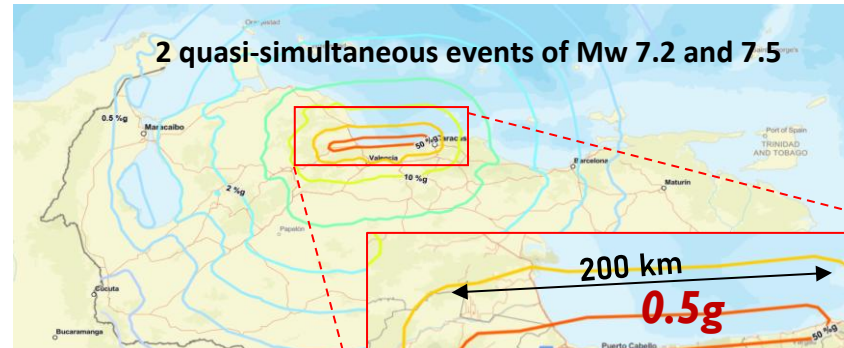 2 quasi-simultaneous events of Mw 7.2 and 7.5
0.5 %g
Maracaibo
50 %g
Valencia
10 %g
2 %g
Port of Spain
TRINIDAD
AND TOBAGO
Barcelona
Maturin
Papelón
Cucuta
Bucaramanga
200 km
0.5g
50 %g
Puerto Cabello